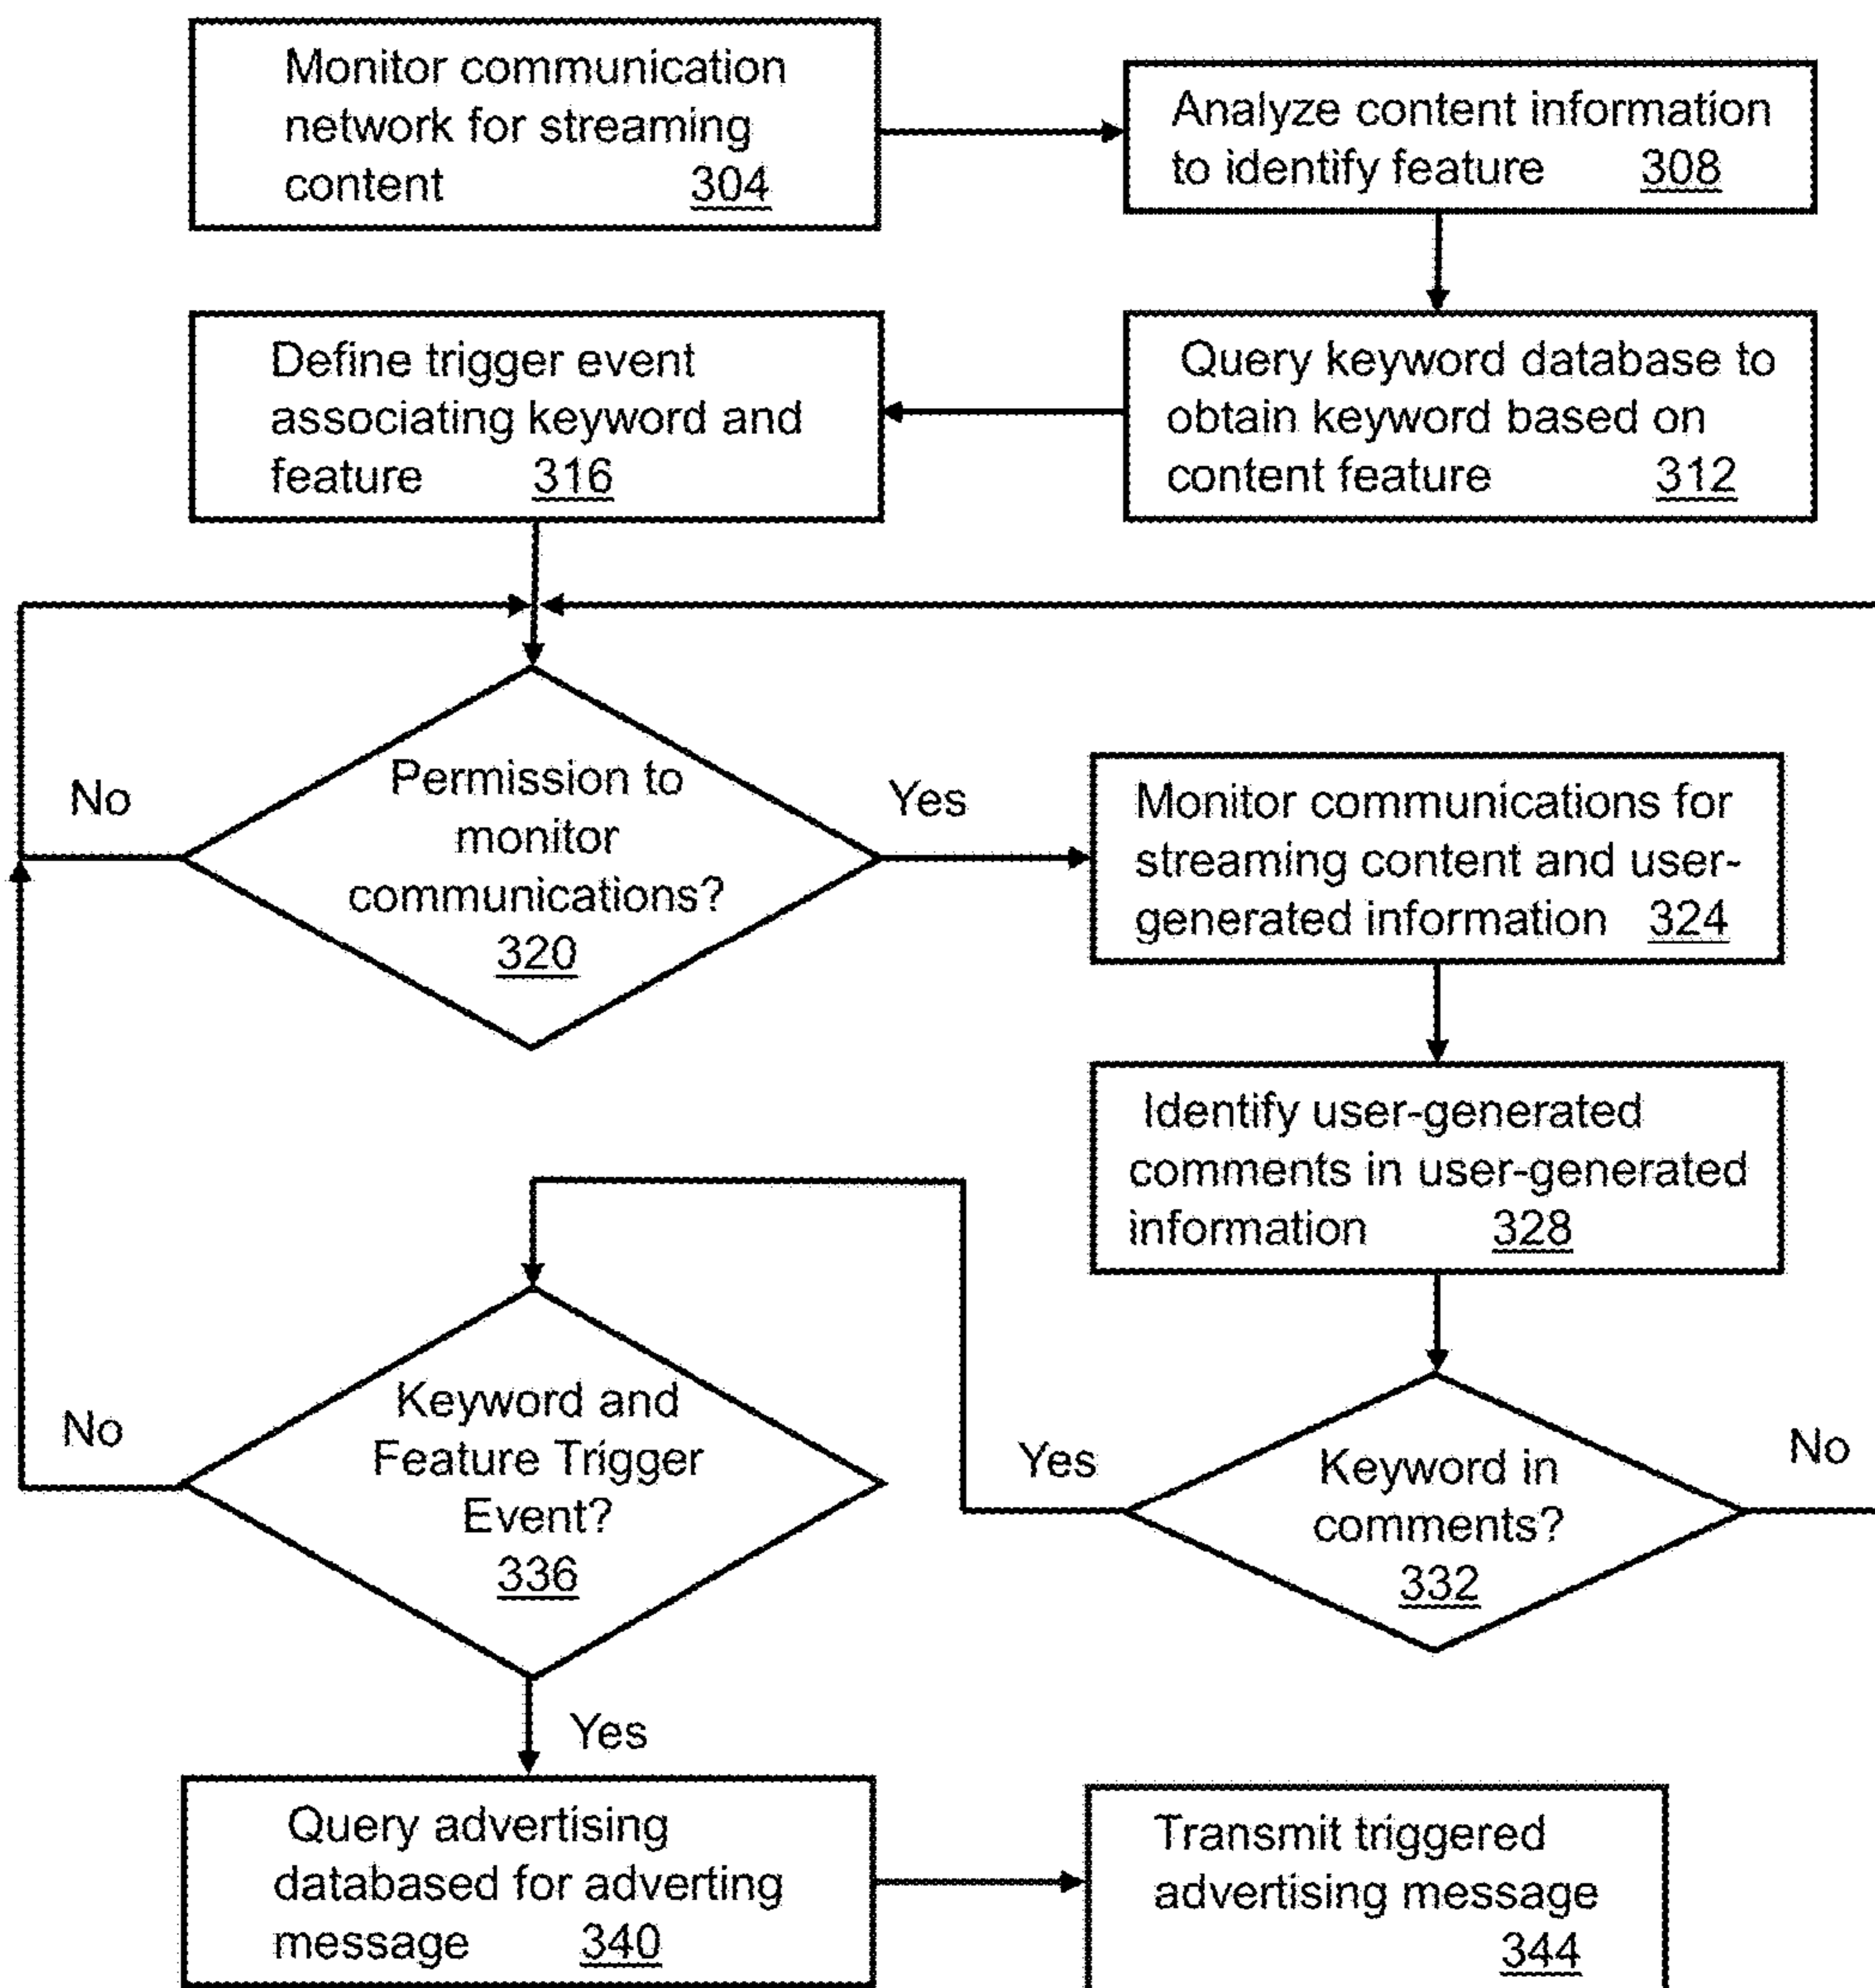 Monitor communication
network for streaming
content 304
Analyze content information
to identify feature 308
Query keyword database to
obtain keyword based on
content feature 312
Define trigger event
associating keyword and
feature 316
Permission to
monitor
communications?
320
No
Yes
Monitor communications for
streaming content and user-
generated information 324
Identify user-generated
comments in user-generated
information 328
Keyword in
comments?
332
No
Yes
Keyword and
Feature Trigger
Event?
336
No
Yes
Query advertising
databased for adverting
message 340
Transmit triggered
advertising message
344